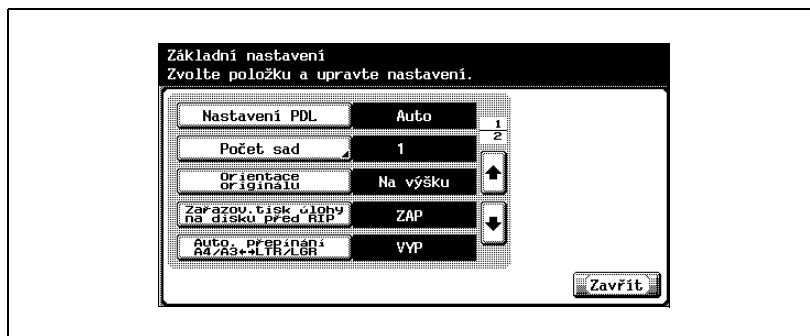 Základní nastavení
Zvolte položku a upravte nastavení.
Nastavení PDL Auto
1
2
Počet sad 1
Orientace
originálu Na výšku
Zařazov.tisk úlohy
na disku před RIP ZAP
Auto. přepínání
A4/A3↔LTR/LGR VYP
Zavřít